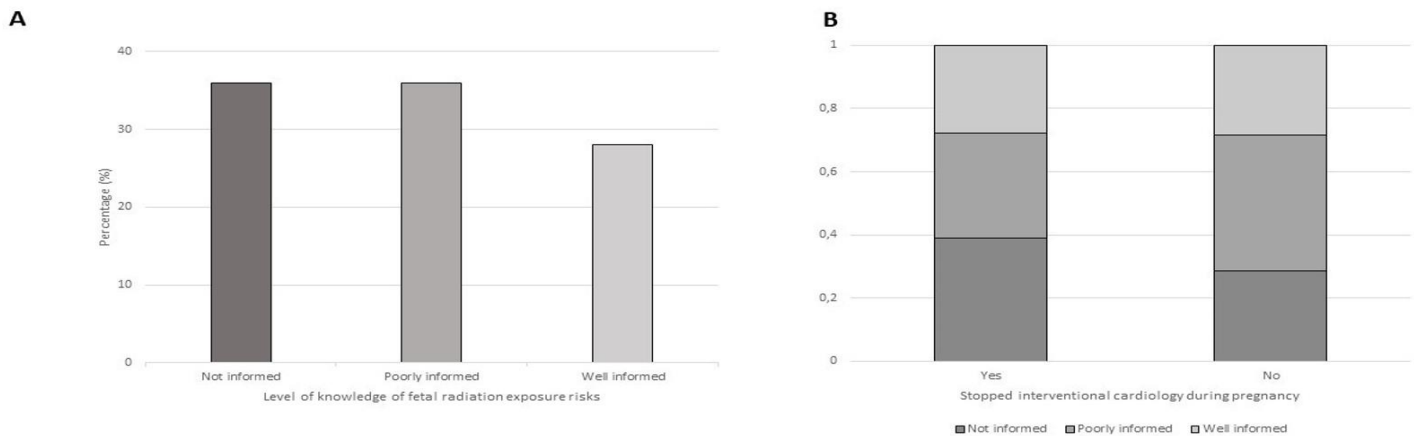 A
40
30
20
10
0
Percentage (%)
Not informed Poorly informed Well informed
Level of knowledge of fetal radiation exposure risks
B
1
0,8
0,6
0,4
0,2
0
Yes No
Stopped interventional cardiology during pregnancy
Not informed Poorly informed Well informed